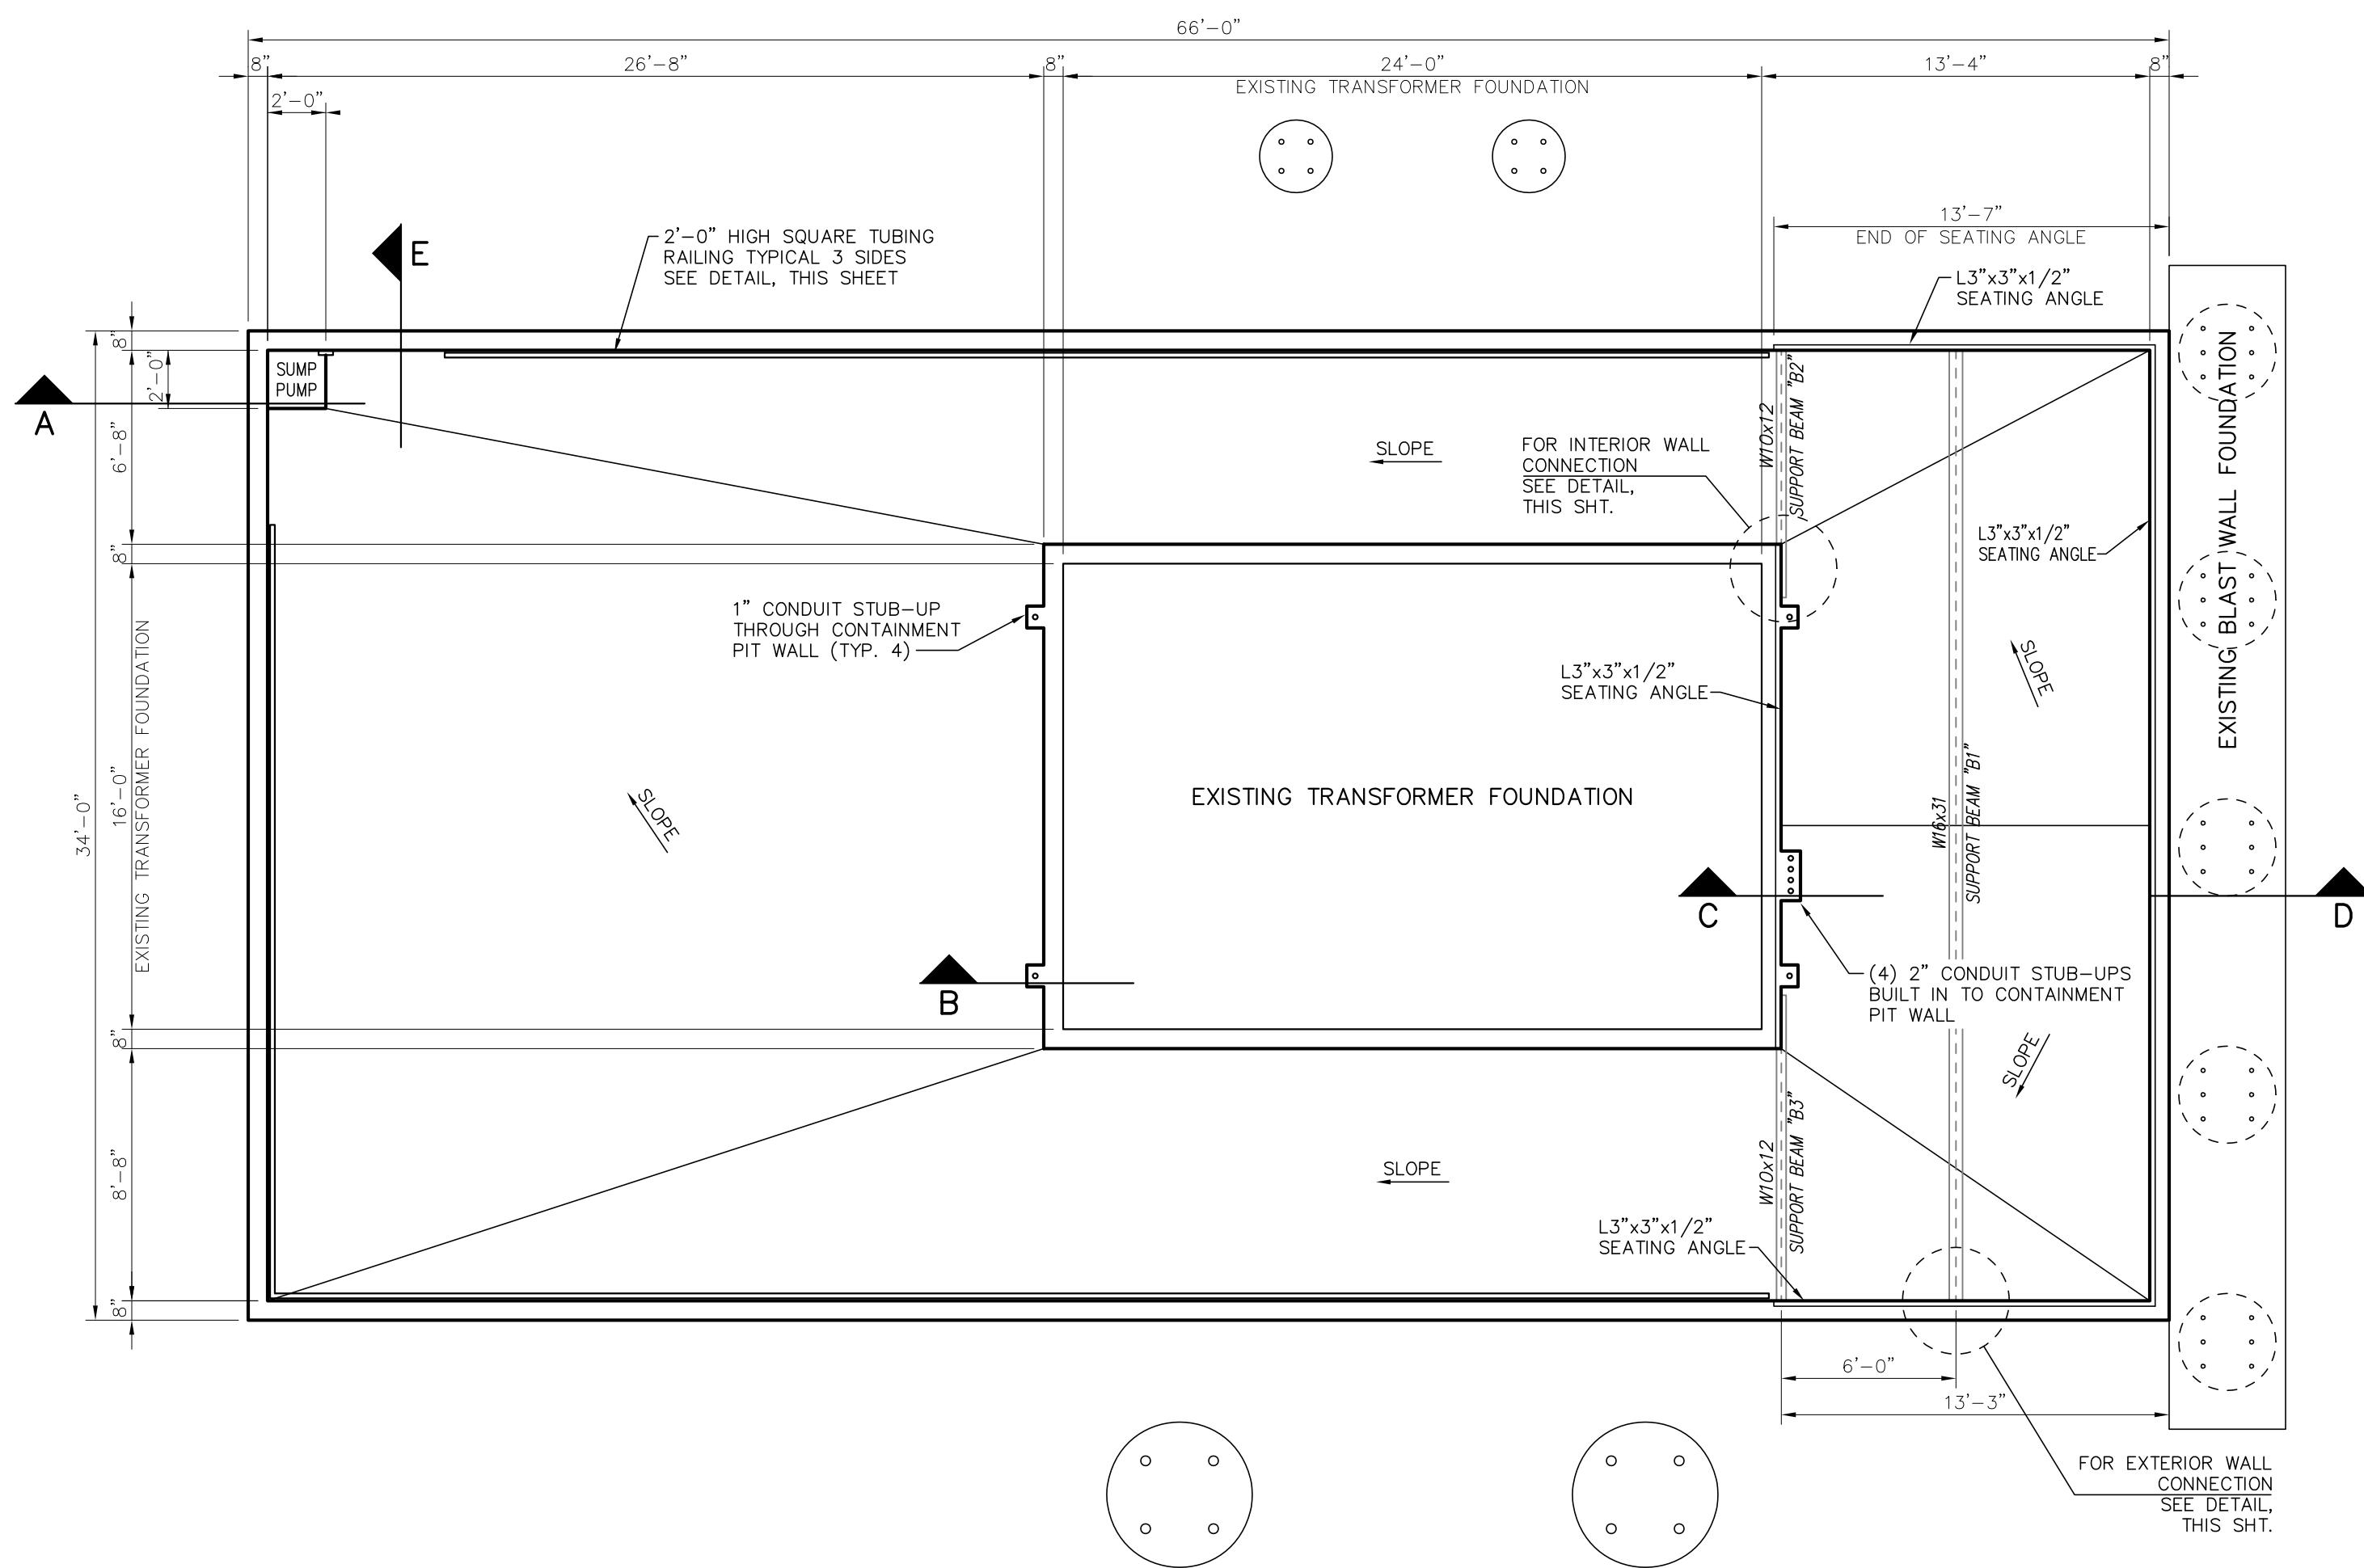 66'-0"
8"
26'-8"
8"
24'-0"
13'-4"
8"
EXISTING TRANSFORMER FOUNDATION
2'-0"
13'-7"
END OF SEATING ANGLE
2'-0" HIGH SQUARE TUBING
RAILING TYPICAL 3 SIDES
SEE DETAIL, THIS SHEET
E
L3"x3"x1/2"
SEATING ANGLE
8"
SUMP
PUMP
2'-0"
A
6'-8"
SLOPE
FOR INTERIOR WALL
CONNECTION
SEE DETAIL,
THIS SHT.
W10x12
SUPPORT BEAM "B2"
EXISTING BLAST WALL FOUNDATION
L3"x3"x1/2"
SEATING ANGLE
8"
1" CONDUIT STUB-UP
THROUGH CONTAINMENT
PIT WALL (TYP. 4)
L3"x3"x1/2"
SEATING ANGLE
SLOPE
34'-0"
16'-0"
EXISTING TRANSFORMER FOUNDATION
SLOPE
EXISTING TRANSFORMER FOUNDATION
W16x31
SUPPORT BEAM "B1"
C
D
B
(4) 2" CONDUIT STUB-UPS
BUILT IN TO CONTAINMENT
PIT WALL
8"
SLOPE
8'-8"
SLOPE
W10x12
SUPPORT BEAM "B3"
L3"x3"x1/2"
SEATING ANGLE
8"
6'-0"
13'-3"
FOR EXTERIOR WALL
CONNECTION
SEE DETAIL,
THIS SHT.